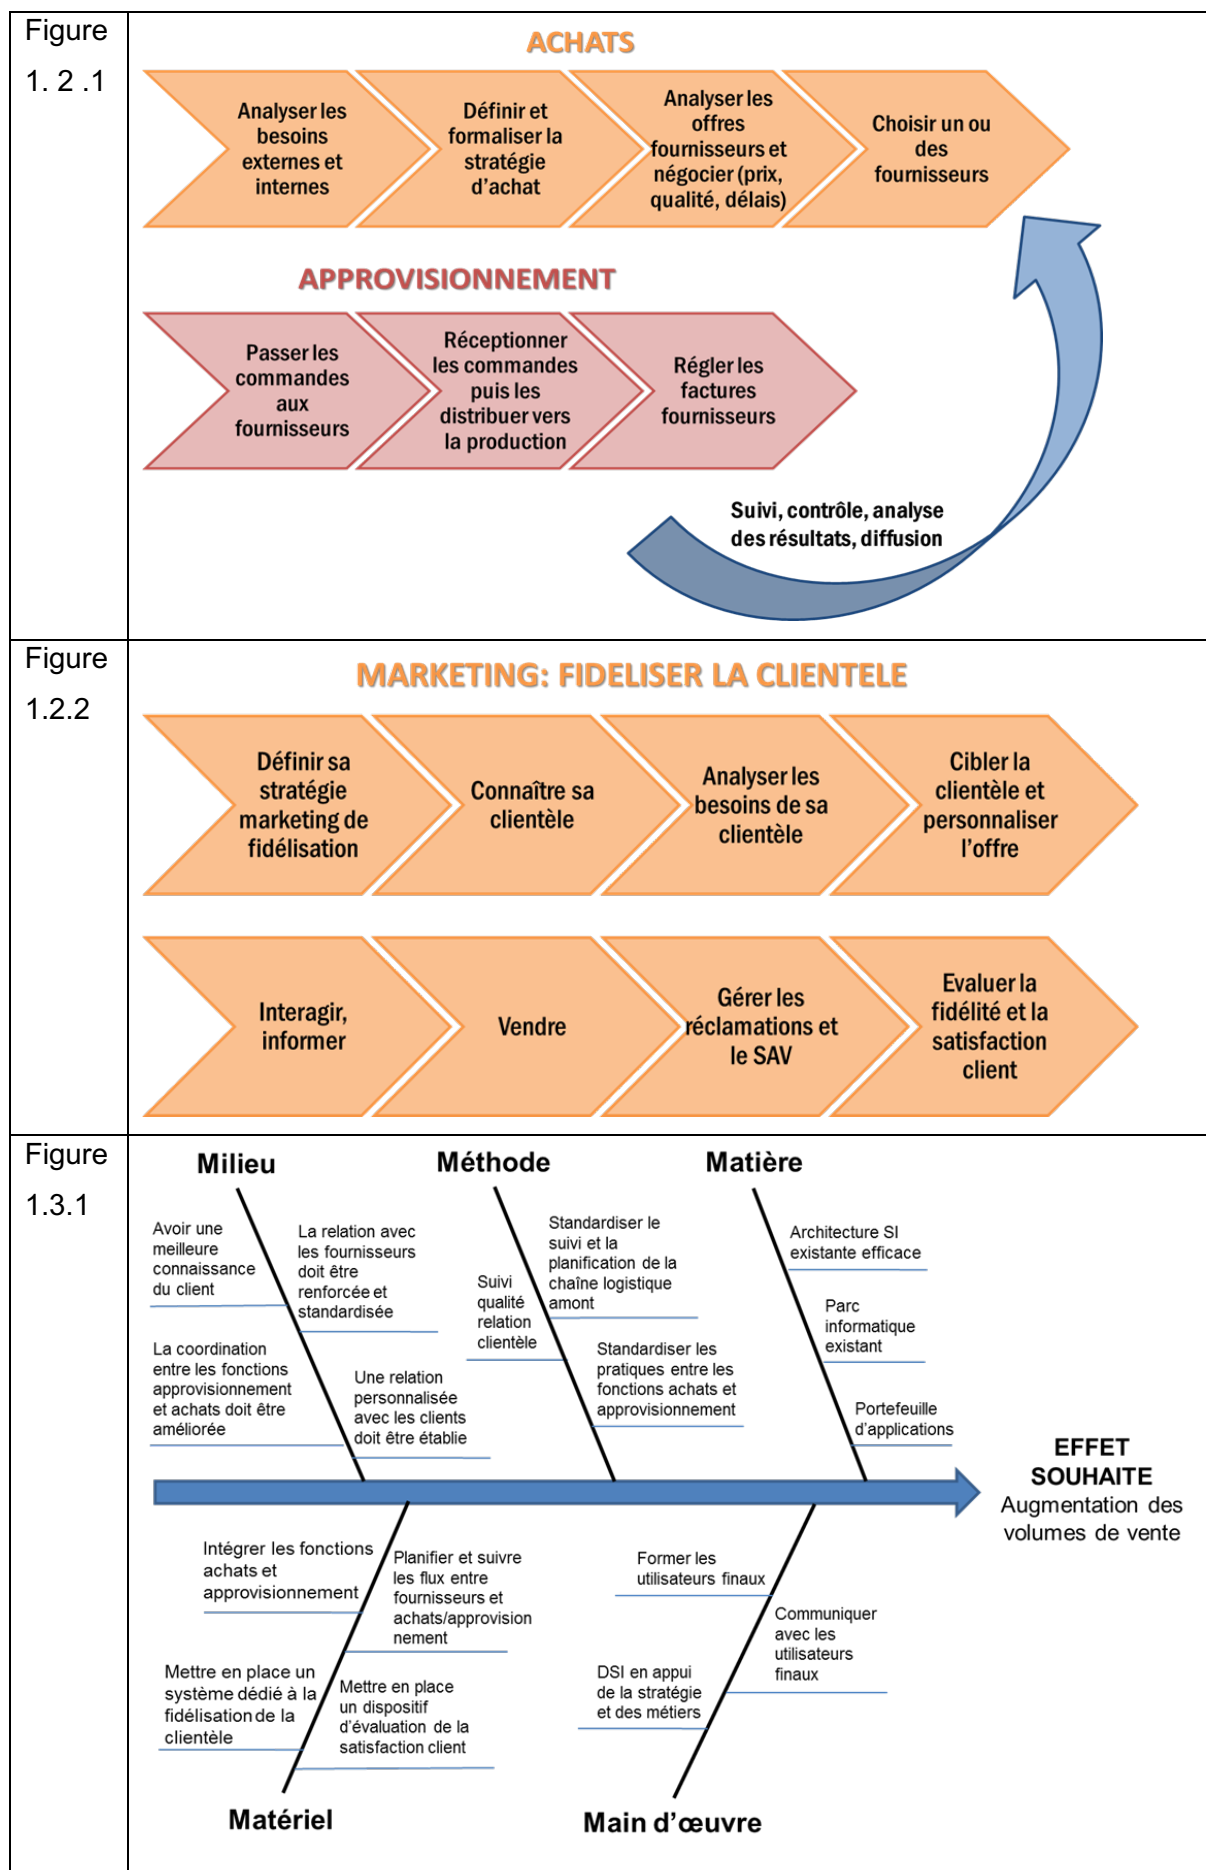 Figure
1. 2 .1
ACHATS
Analyser les
besoins
externes et
internes
Définir et
formaliser la
stratégie
d'achat
Analyser les
offres
fournisseurs et
négocier (prix,
qualité, délais)
Choisir un ou
des
fournisseurs
APPROVISIONNEMENT
Passer les
commandes
aux
fournisseurs
Réceptionner
les commandes
puis les
distribuer vers
la production
Régler les
factures
fournisseurs
Suivi, contrôle, analyse
des résultats, diffusion
Figure
1.2.2
MARKETING: FIDELISER LA CLIENTELE
Définir sa
stratégie
marketing de
fidélisation
Connaître sa
clientèle
Analyser les
besoins de sa
clientèle
Cibler la
clientèle et
personnaliser
l'offre
Interagir,
informer
Vendre
Gérer les
réclamations et
le SAV
Evaluer la
fidélité et la
satisfaction
client
Figure
1.3.1
Milieu
Méthode
Matière
Avoir une
meilleure
connaissance
du client
La relation avec
les fournisseurs
doit être
renforcée et
standardisée
La coordination
entre les fonctions
approvisionnement
et achats doit être
améliorée
Une relation
personnalisée
avec les clients
doit être établie
Suivi
qualité
relation
clientèle
Standardiser le
suivi et la
planification de la
chaîne logistique
amont
Standardiser les
pratiques entre les
fonctions achats et
approvisionnement
Architecture SI
existante efficace
Parc
informatique
existant
Portefeuille
d'applications
EFFET
SOUHAITE
Augmentation des
volumes de vente
Intégrer les fonctions
achats et
approvisionnement
Planifier et suivre
les flux entre
fournisseurs et
achats/approvision
nement
Mettre en place un
système dédié à la
fidélisation de la
clientèle
Mettre en place
un dispositif
d'évaluation de la
satisfaction client
Former les
utilisateurs finaux
Communiquer
avec les
utilisateurs
finaux
DSI en appui
de la stratégie
et des métiers
Matériel
Main d'œuvre